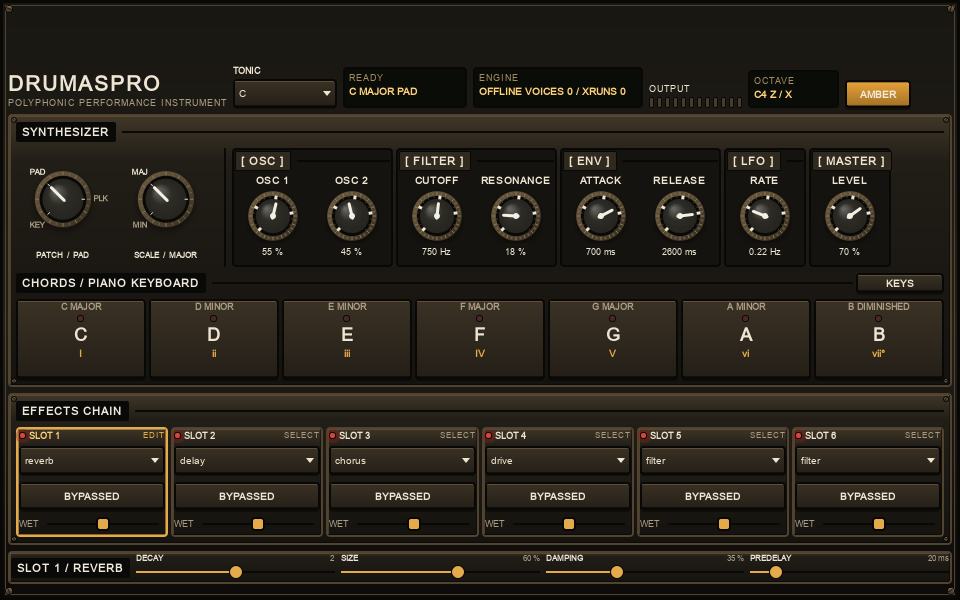 DRUMASPRO
POLYPHONIC PERFORMANCE INSTRUMENT
TONIC
C
READY
C MAJOR PAD
ENGINE
OFFLINE VOICES 0 / XRUNS 0
OUTPUT
OCTAVE
C4 Z / X
AMBER
SYNTHESIZER
PAD
PLK
KEY
PATCH / PAD
MAJ
MIN
SCALE / MAJOR
[ OSC ]
OSC 1
OSC 2
55 %
45 %
[ FILTER ]
CUTOFF
RESONANCE
750 Hz
18 %
[ ENV ]
ATTACK
RELEASE
700 ms
2600 ms
[ LFO ]
RATE
0.22 Hz
[ MASTER ]
LEVEL
70 %
CHORDS / PIANO KEYBOARD
KEYS
C MAJOR
C
I
D MINOR
D
ii
E MINOR
E
iii
F MAJOR
F
IV
G MAJOR
G
V
A MINOR
A
vi
B DIMINISHED
B
vii°
EFFECTS CHAIN
SLOT 1 EDIT
reverb
BYPASSED
WET
SLOT 2 SELECT
delay
BYPASSED
WET
SLOT 3 SELECT
chorus
BYPASSED
WET
SLOT 4 SELECT
drive
BYPASSED
WET
SLOT 5 SELECT
filter
BYPASSED
WET
SLOT 6 SELECT
filter
BYPASSED
WET
SLOT 1 / REVERB
DECAY 2
SIZE 60 %
DAMPING 35 %
PREDELAY 20 ms